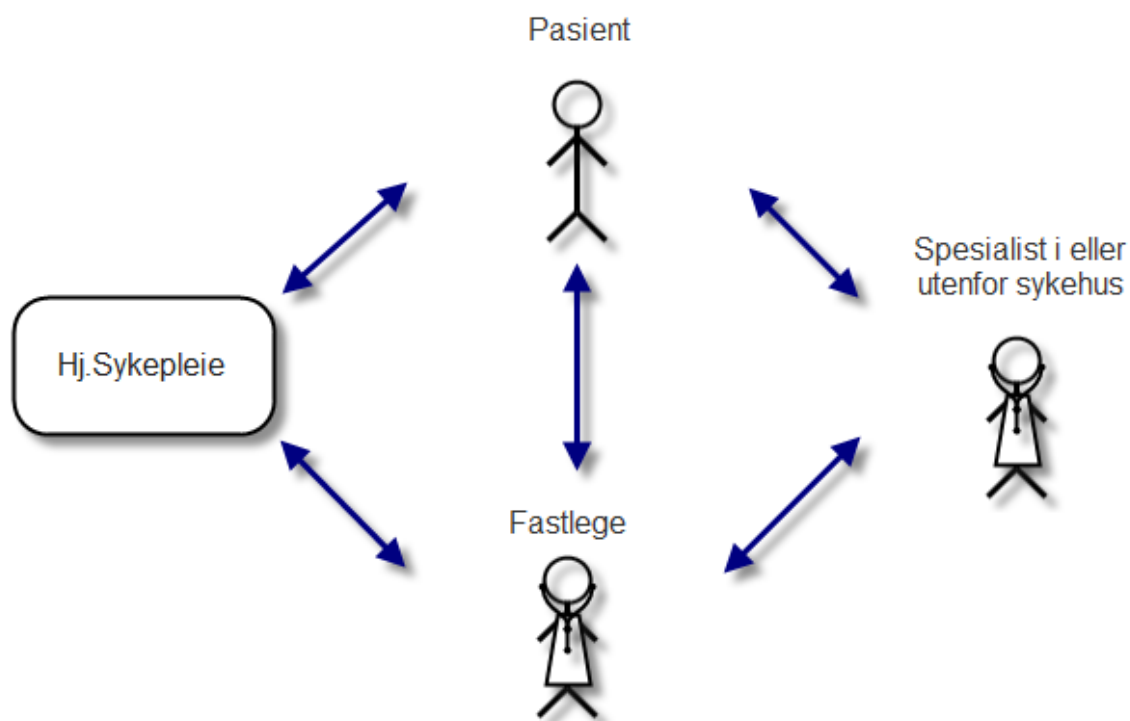 Pasient
Spesialist i eller
utenfor sykehus
Hj.Sykepleie
Fastlege